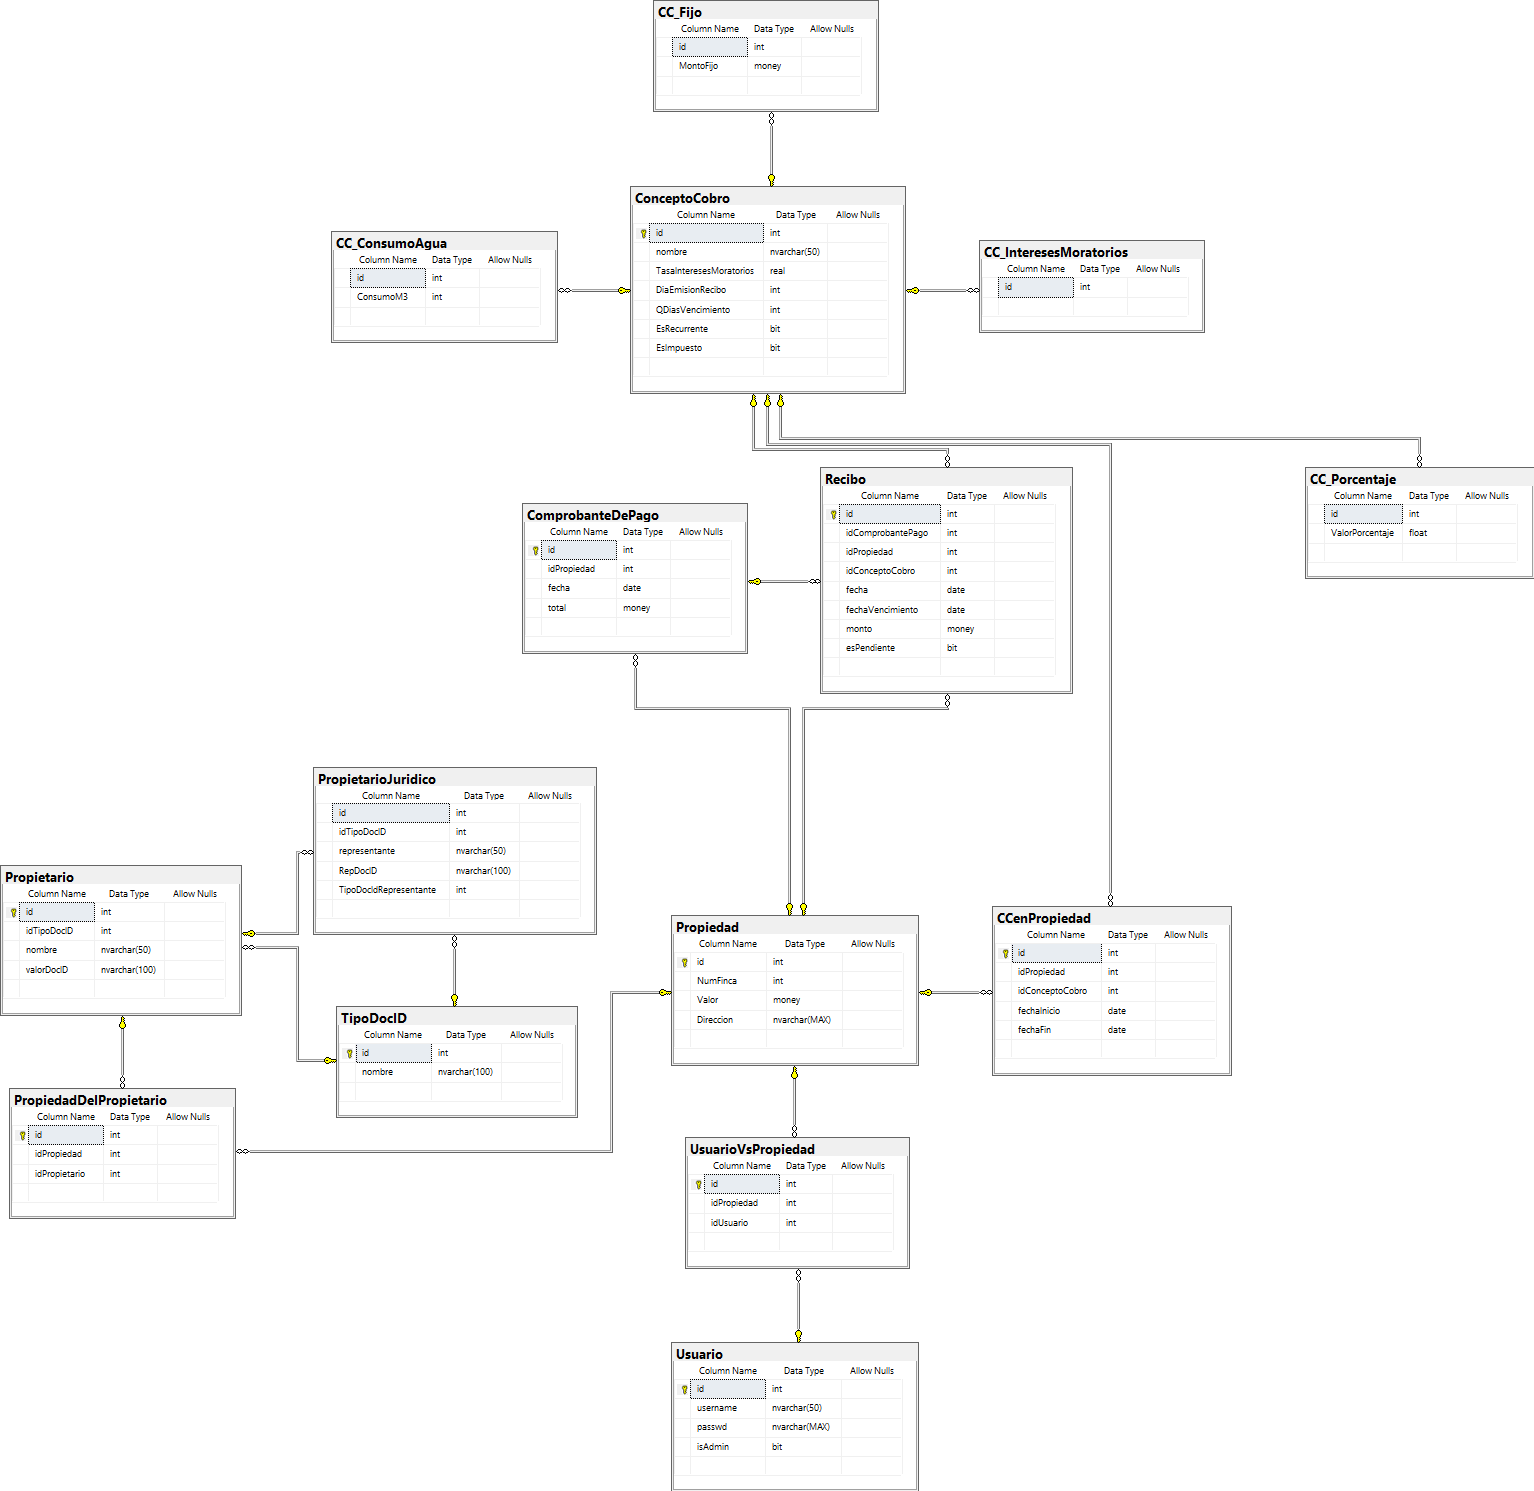 CC_Fijo
Column Name Data Type Allow Nulls
id int
MontoFijo money
ConceptoCobro
Column Name Data Type Allow Nulls
id int
nombre nvarchar(50)
TasaInteresesMoratorios real
DiaEmisionRecibo int
QDiasVencimiento int
EsRecurrente bit
EsImpuesto bit
CC_ConsumoAgua
Column Name Data Type Allow Nulls
id int
ConsumoM3 int
CC_InteresesMoratorios
Column Name Data Type Allow Nulls
id int
Recibo
Column Name Data Type Allow Nulls
id int
idComprobantePago int
idPropiedad int
idConceptoCobro int
fecha date
fechaVencimiento date
monto money
esPendiente bit
CC_Porcentaje
Column Name Data Type Allow Nulls
id int
ValorPorcentaje float
ComprobanteDePago
Column Name Data Type Allow Nulls
id int
idPropiedad int
fecha date
total money
PropietarioJuridico
Column Name Data Type Allow Nulls
id int
idTipoDocID int
representante nvarchar(50)
RepDocID nvarchar(100)
TipoDocIdRepresentante int
Propietario
Column Name Data Type Allow Nulls
id int
idTipoDocID int
nombre nvarchar(50)
valorDocID nvarchar(100)
Propiedad
Column Name Data Type Allow Nulls
id int
NumFinca int
Valor money
Direccion nvarchar(MAX)
CCenPropiedad
Column Name Data Type Allow Nulls
id int
idPropiedad int
idConceptoCobro int
fechaInicio date
fechaFin date
TipoDocID
Column Name Data Type Allow Nulls
id int
nombre nvarchar(100)
PropiedadDelPropietario
Column Name Data Type Allow Nulls
id int
idPropiedad int
idPropietario int
UsuarioVsPropiedad
Column Name Data Type Allow Nulls
id int
idPropiedad int
idUsuario int
Usuario
Column Name Data Type Allow Nulls
id int
username nvarchar(50)
passwd nvarchar(MAX)
isAdmin bit